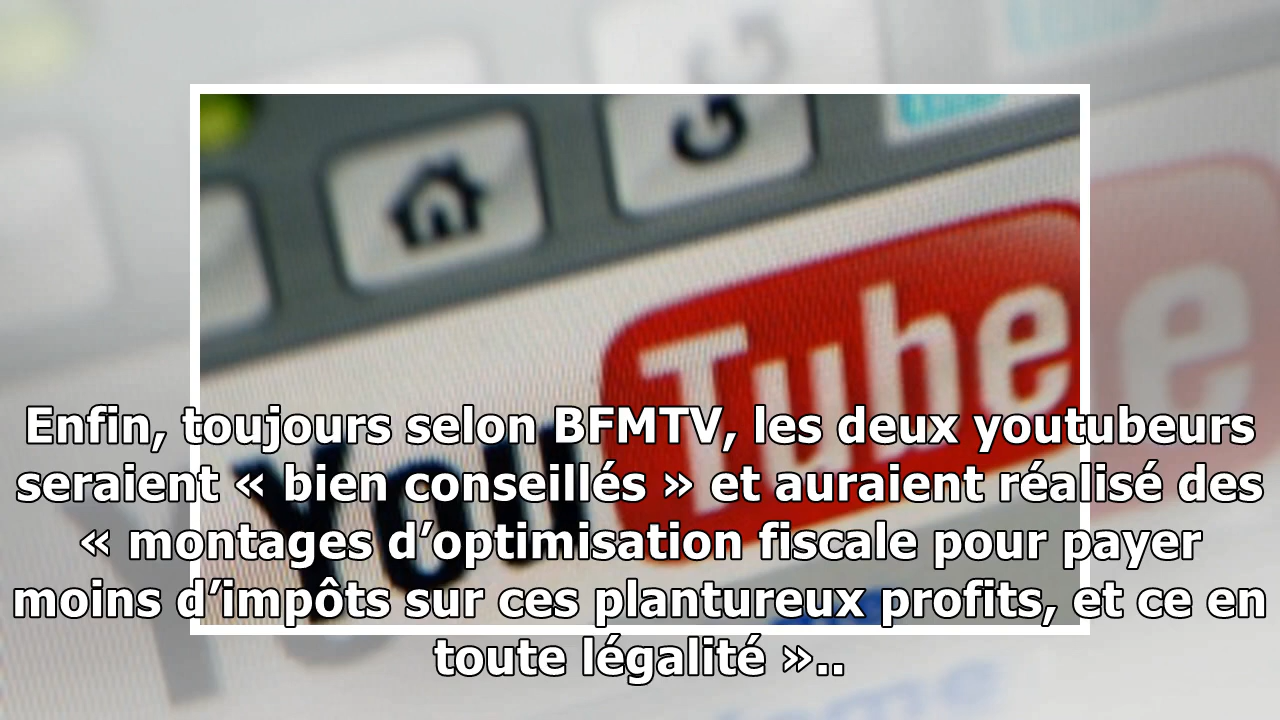 YouTube
Enfin, toujours selon BFMTV, les deux youtubeurs
seraient « bien conseillés » et auraient réalisé des
« montages d’optimisation fiscale pour payer
moins d’impôts sur ces plantureux profits, et ce en
toute légalité »..